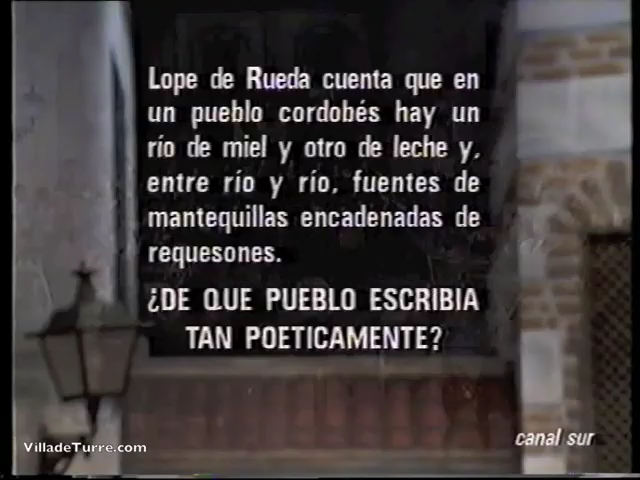 Lope de Rueda cuenta que en
un pueblo cordobés hay un
río de miel y otro de leche y,
entre río y río, fuentes de
mantequillas encadenadas de
requesones.
¿DE QUE PUEBLO ESCRIBIA
TAN POETICAMENTE?
canal sur
VilladeTurre.com